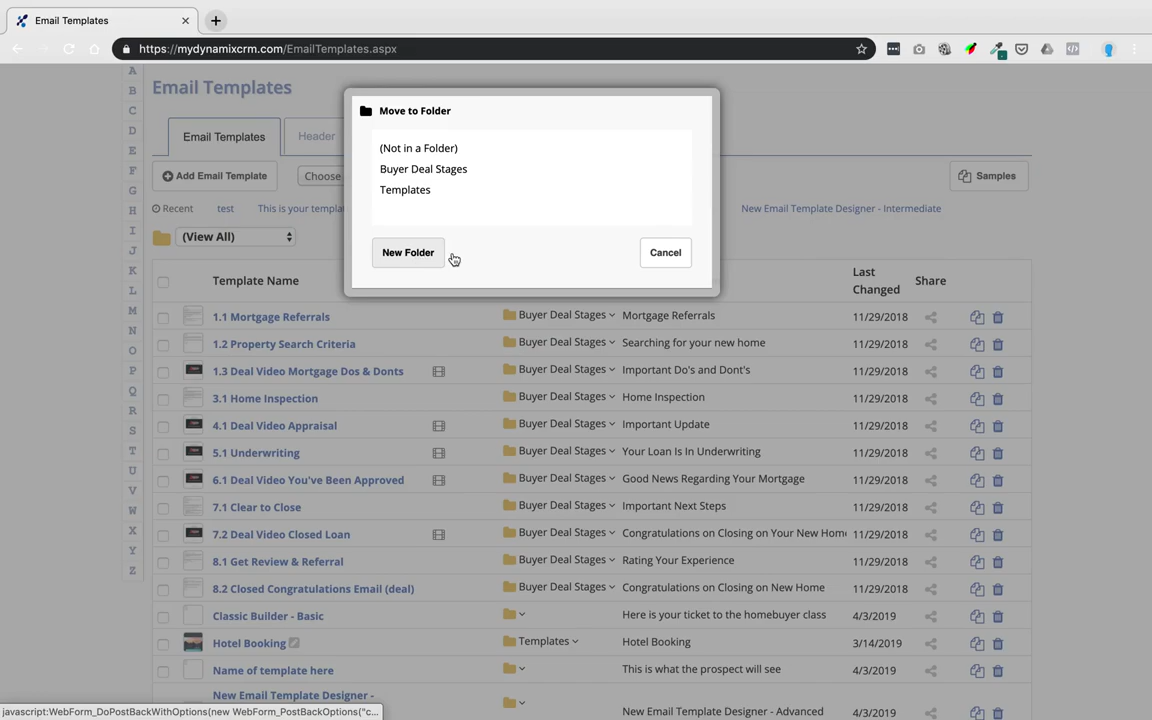 Email Templates
https://mydynamixcrm.com/EmailTemplates.aspx
A
B
C
D
E
F
G
H
I
J
K
L
M
N
O
P
Q
R
S
T
U
V
W
X
Y
Z
Email Templates
Email Templates
Header
Add Email Template
Choose
Samples
Recent
test
This is your templa
New Email Template Designer - Intermediate
(View All)
Move to Folder
(Not in a Folder)
Buyer Deal Stages
Templates
New Folder
Cancel
Template Name
Last
Changed
Share
1.1 Mortgage Referrals Buyer Deal Stages Mortgage Referrals 11/29/2018
1.2 Property Search Criteria Buyer Deal Stages Searching for your new home 11/29/2018
1.3 Deal Video Mortgage Dos & Donts Buyer Deal Stages Important Do's and Dont's 11/29/2018
3.1 Home Inspection Buyer Deal Stages Home Inspection 11/29/2018
4.1 Deal Video Appraisal Buyer Deal Stages Important Update 11/29/2018
5.1 Underwriting Buyer Deal Stages Your Loan Is In Underwriting 11/29/2018
6.1 Deal Video You've Been Approved Buyer Deal Stages Good News Regarding Your Mortgage 11/29/2018
7.1 Clear to Close Buyer Deal Stages Important Next Steps 11/29/2018
7.2 Deal Video Closed Loan Buyer Deal Stages Congratulations on Closing on Your New Home 11/29/2018
8.1 Get Review & Referral Buyer Deal Stages Rating Your Experience 11/29/2018
8.2 Closed Congratulations Email (deal) Buyer Deal Stages Congratulations on Closing on New Home 11/29/2018
Classic Builder - Basic Here is your ticket to the homebuyer class 4/3/2019
Hotel Booking Templates Hotel Booking 3/14/2019
Name of template here This is what the prospect will see 4/3/2019
New Email Template Designer -
New Email Template Designer - Advanced 4/3/2019
javascript:WebForm_DoPostBackWithOptions(new WebForm_PostBackOptions("c...